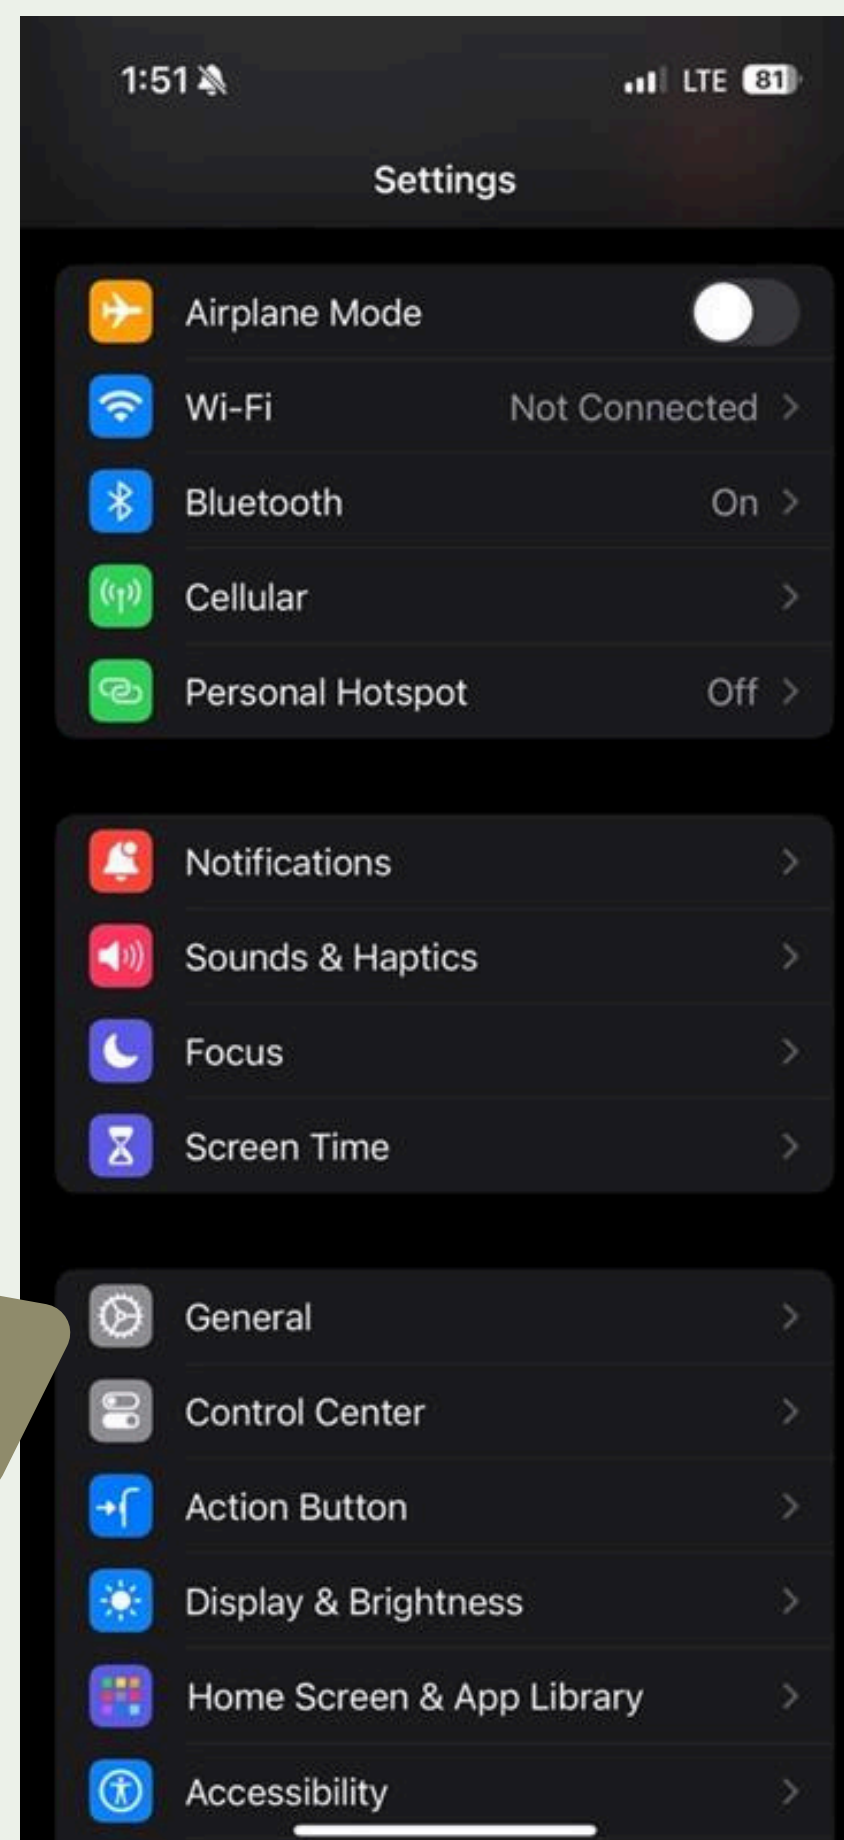 1:51 LTE 81
Settings
Airplane Mode
Wi-Fi Not Connected
Bluetooth On
Cellular
Personal Hotspot Off
Notifications
Sounds & Haptics
Focus
Screen Time
General
Control Center
Action Button
Display & Brightness
Home Screen & App Library
Accessibility